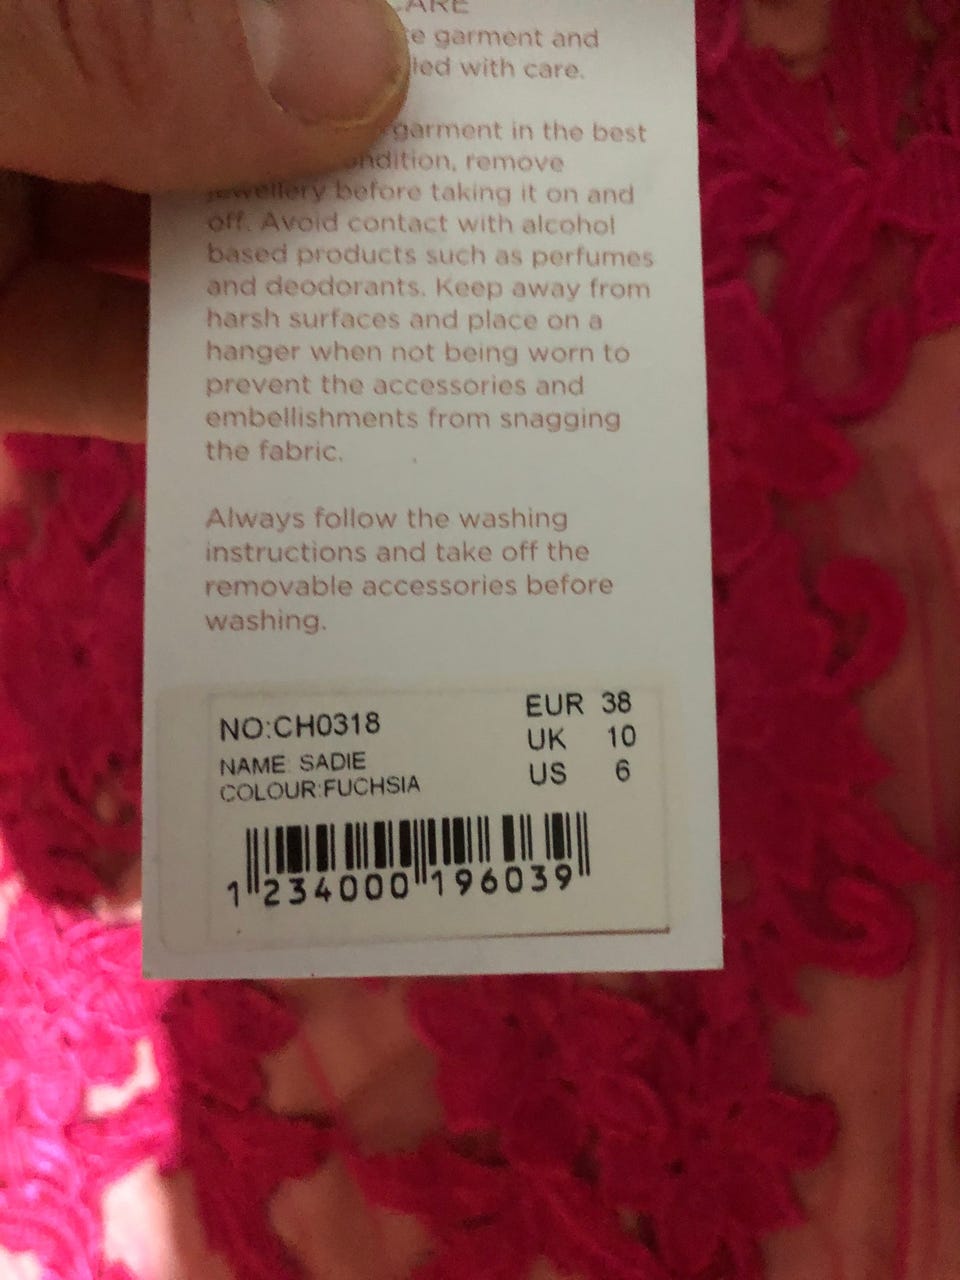 CARE
garment and
with care.
garment in the best
condition, remove
jewellery before taking it on and
off. Avoid contact with alcohol
based products such as perfumes
and deodorants. Keep away from
harsh surfaces and place on a
hanger when not being worn to
prevent the accessories and
embellishments from snagging
the fabric.
Always follow the washing
instructions and take off the
removable accessories before
washing.
NO:CH0318
NAME: SADIE
COLOUR:FUCHSIA
EUR 38
UK 10
US 6
1 234000 196039